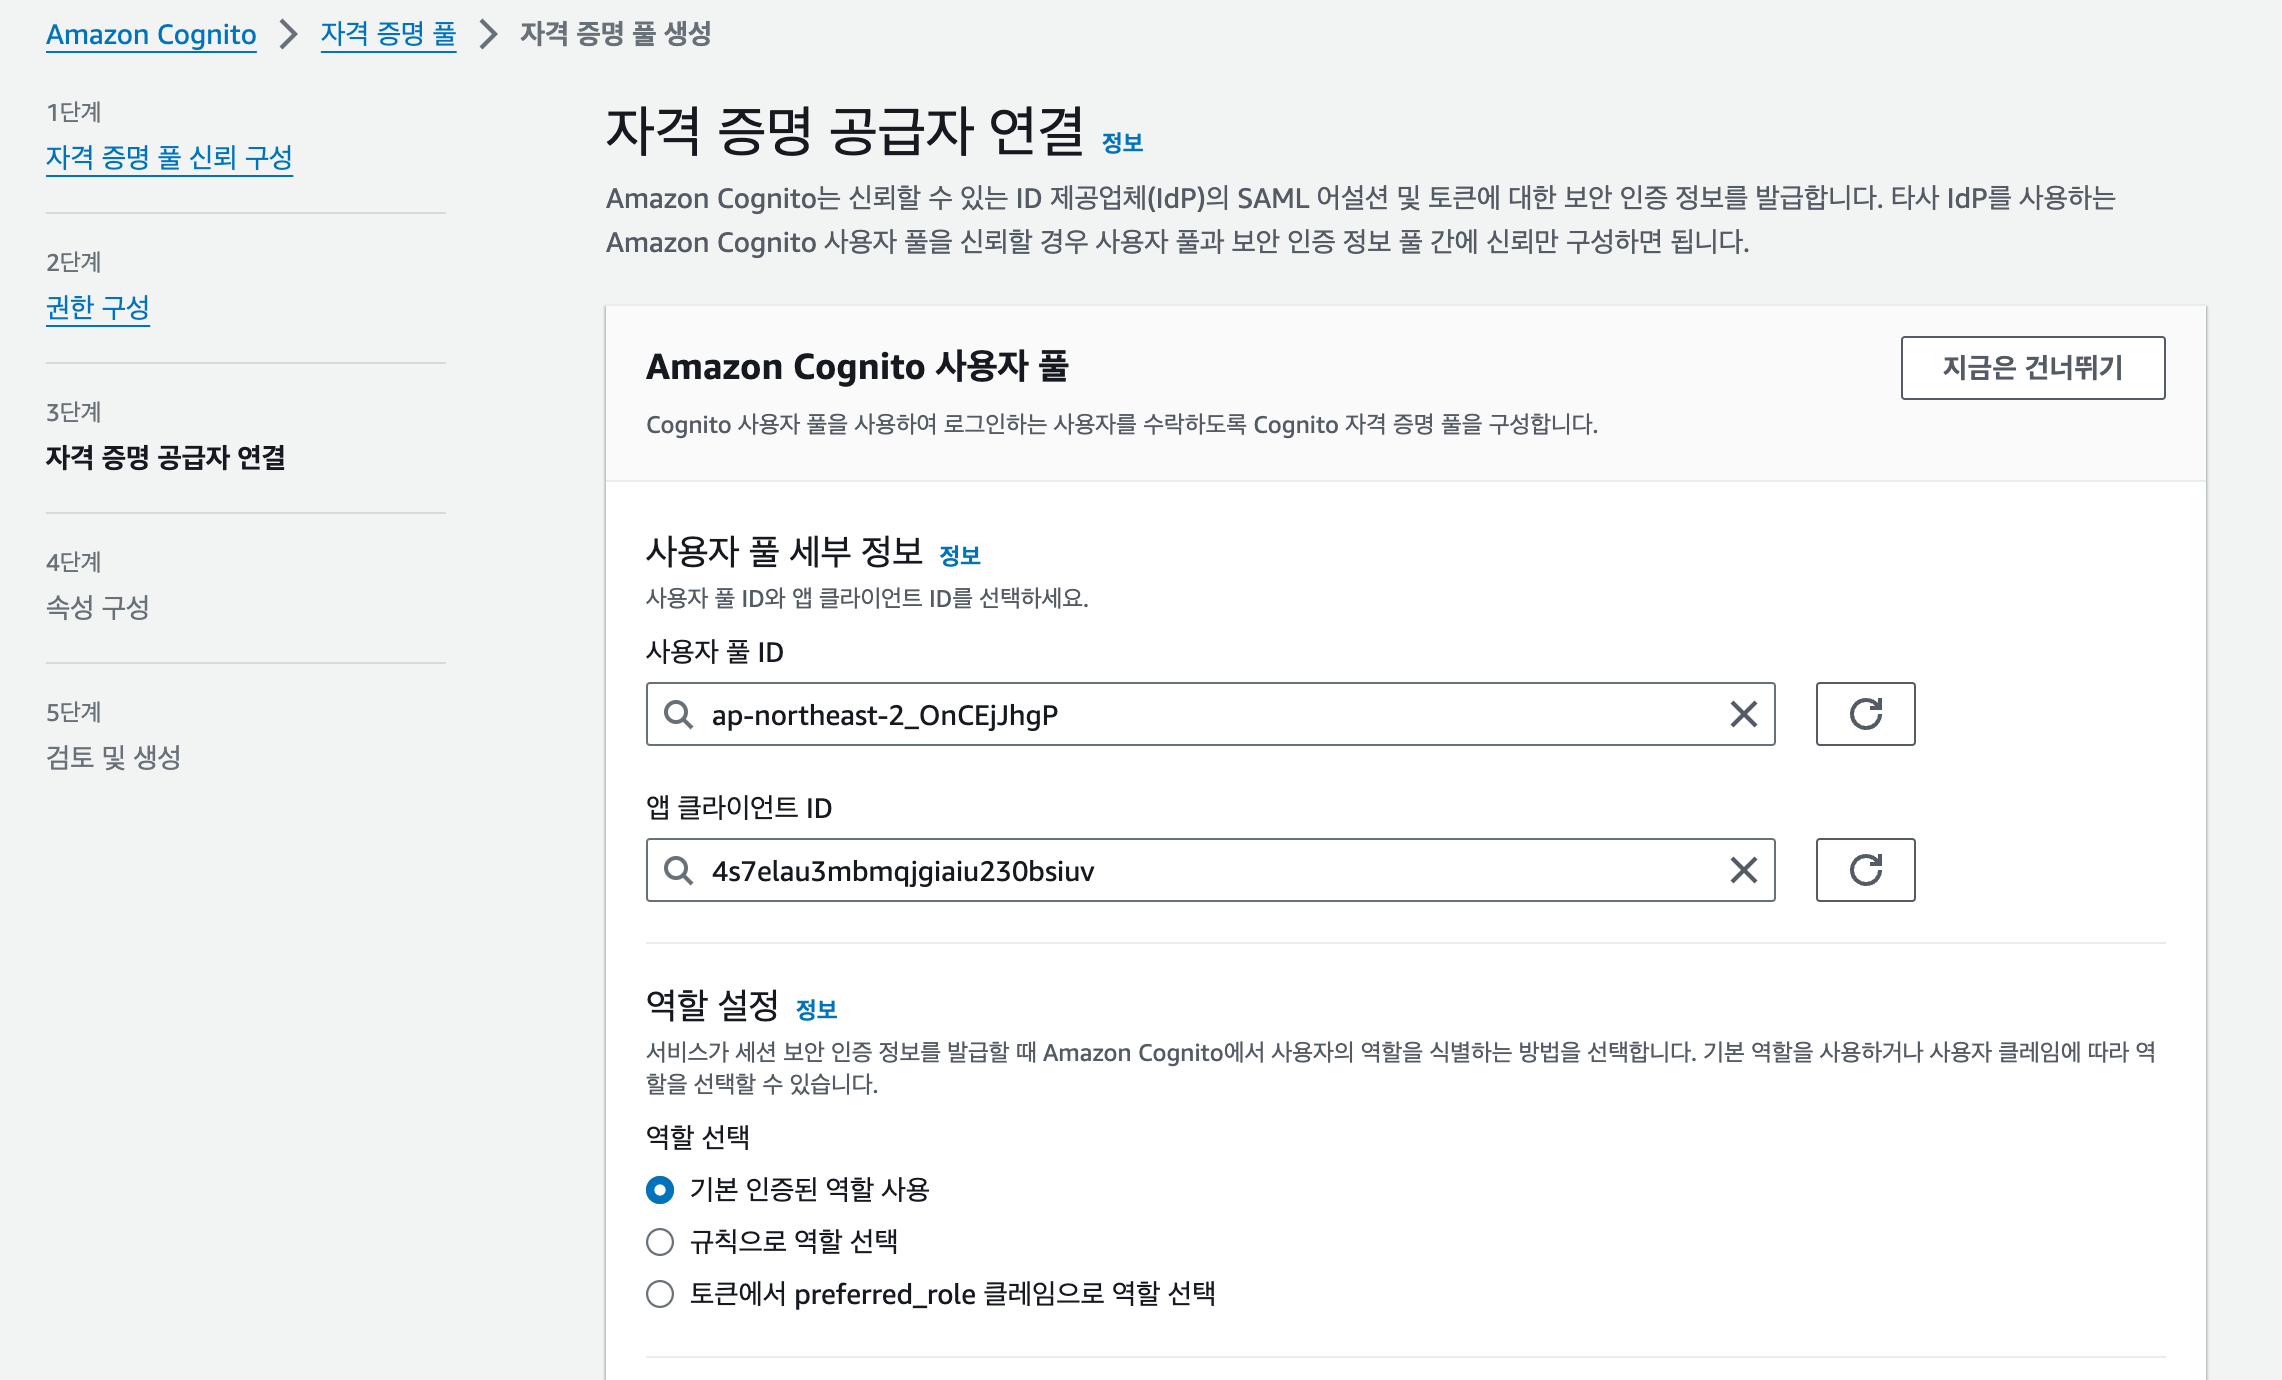 Amazon Cognito > 자격 증명 풀 > 자격 증명 풀 생성
1단계
자격 증명 풀 신뢰 구성
2단계
권한 구성
3단계
자격 증명 공급자 연결
4단계
속성 구성
5단계
검토 및 생성
자격 증명 공급자 연결 정보
Amazon Cognito는 신뢰할 수 있는 ID 제공업체(IdP)의 SAML 어설션 및 토큰에 대한 보안 인증 정보를 발급합니다. 타사 IdP를 사용하는
Amazon Cognito 사용자 풀을 신뢰할 경우 사용자 풀과 보안 인증 정보 풀 간에 신뢰만 구성하면 됩니다.
Amazon Cognito 사용자 풀
지금은 건너뛰기
Cognito 사용자 풀을 사용하여 로그인하는 사용자를 수락하도록 Cognito 자격 증명 풀을 구성합니다.
사용자 풀 세부 정보 정보
사용자 풀 ID와 앱 클라이언트 ID를 선택하세요.
사용자 풀 ID
ap-northeast-2_OnCEjJhgP
앱 클라이언트 ID
4s7elau3mbmqjgiaiu230bsiuv
역할 설정 정보
서비스가 세션 보안 인증 정보를 발급할 때 Amazon Cognito에서 사용자의 역할을 식별하는 방법을 선택합니다. 기본 역할을 사용하거나 사용자 클레임에 따라 역
할을 선택할 수 있습니다.
역할 선택
기본 인증된 역할 사용
규칙으로 역할 선택
토큰에서 preferred_role 클레임으로 역할 선택